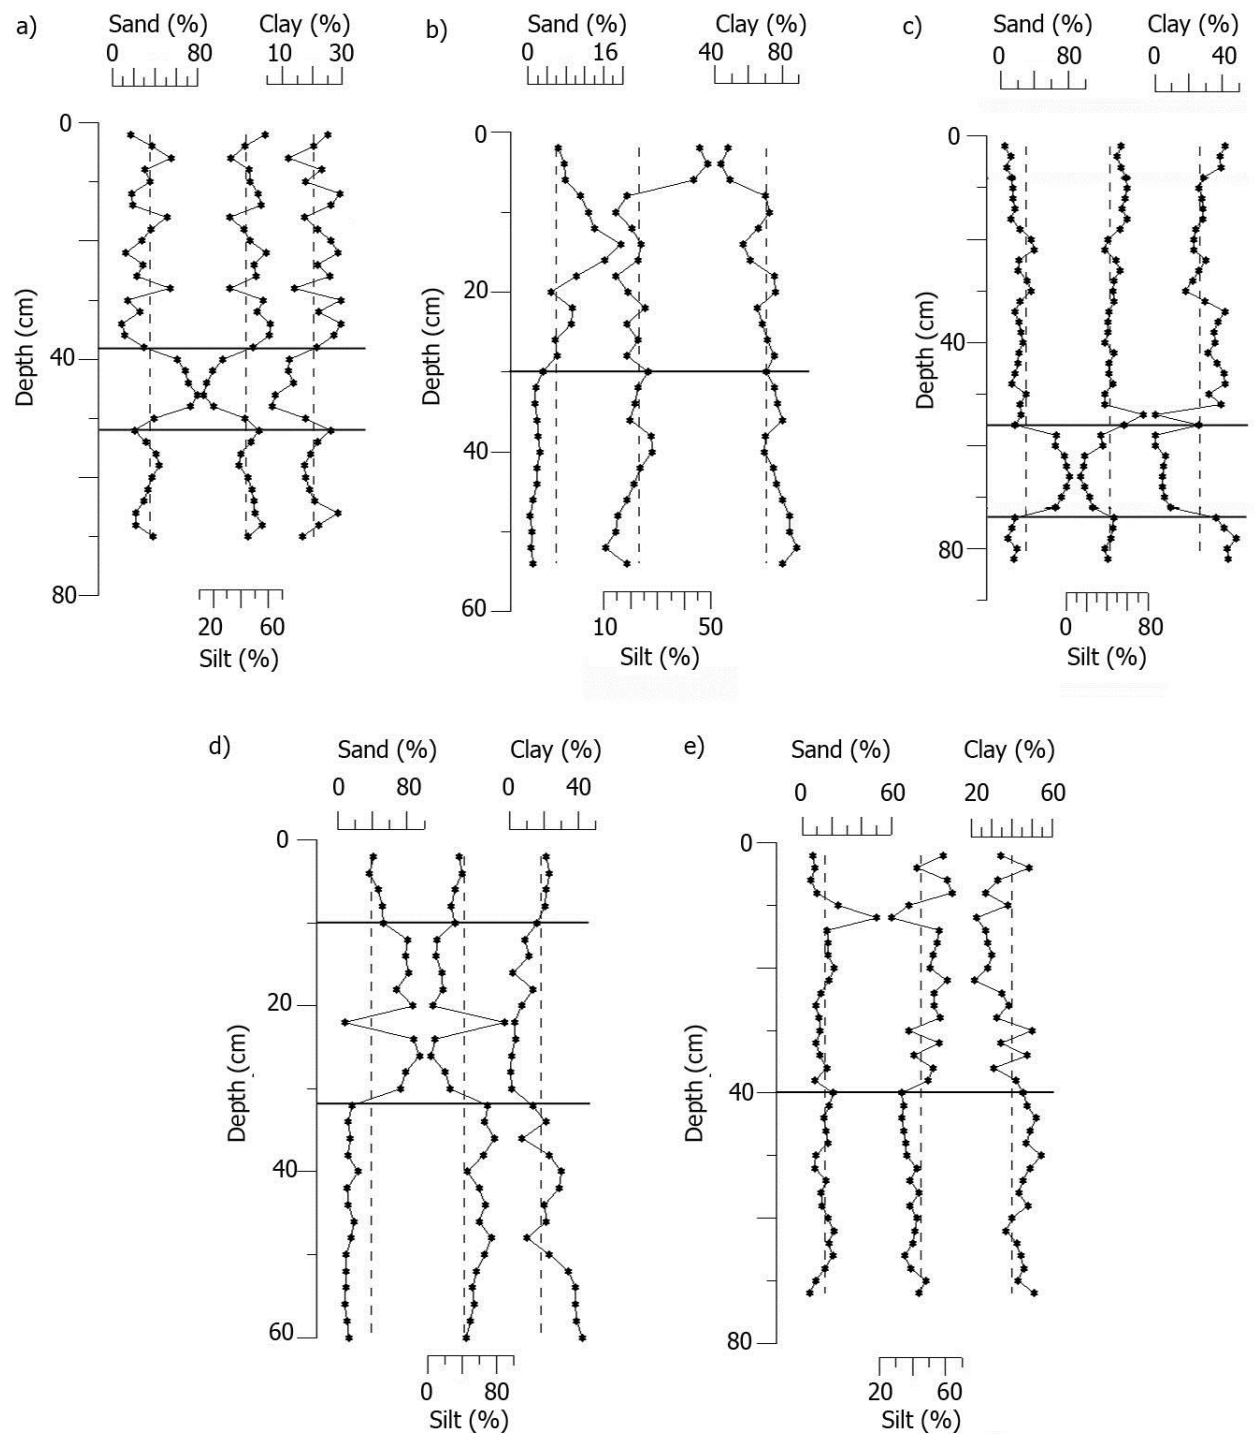 a)
Sand (%)
Clay (%)
0 80
10 30
0
40
80
Depth (cm)
20 60
Silt (%)
b)
Sand (%)
Clay (%)
0 16
40 80
0
20
40
60
Depth (cm)
10 50
Silt (%)
c)
Sand (%)
Clay (%)
0 80
0 40
0
40
80
Depth (cm)
0 80
Silt (%)
d)
Sand (%)
Clay (%)
0 80
0 40
0
20
40
60
Depth (cm)
0 80
Silt (%)
e)
Sand (%)
Clay (%)
0 60
20 60
0
40
80
Depth (cm)
20 60
Silt (%)